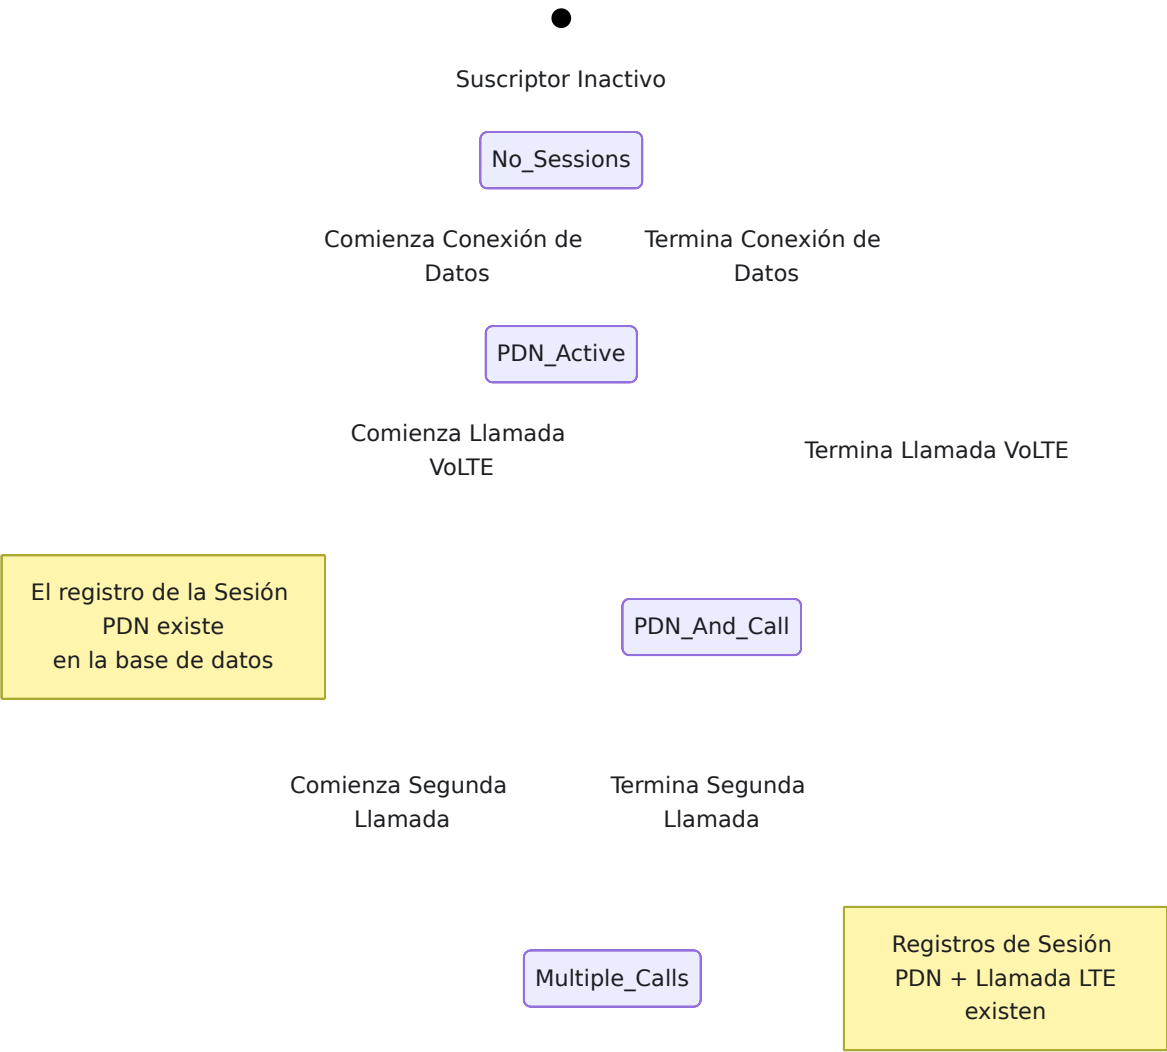 Suscriptor Inactivo
No_Sessions
Comienza Conexión de
Datos
Termina Conexión de
Datos
PDN_Active
Comienza Llamada
VoLTE
Termina Llamada VoLTE
El registro de la Sesión
PDN existe
en la base de datos
PDN_And_Call
Comienza Segunda
Llamada
Termina Segunda
Llamada
Multiple_Calls
Registros de Sesión
PDN + Llamada LTE
existen